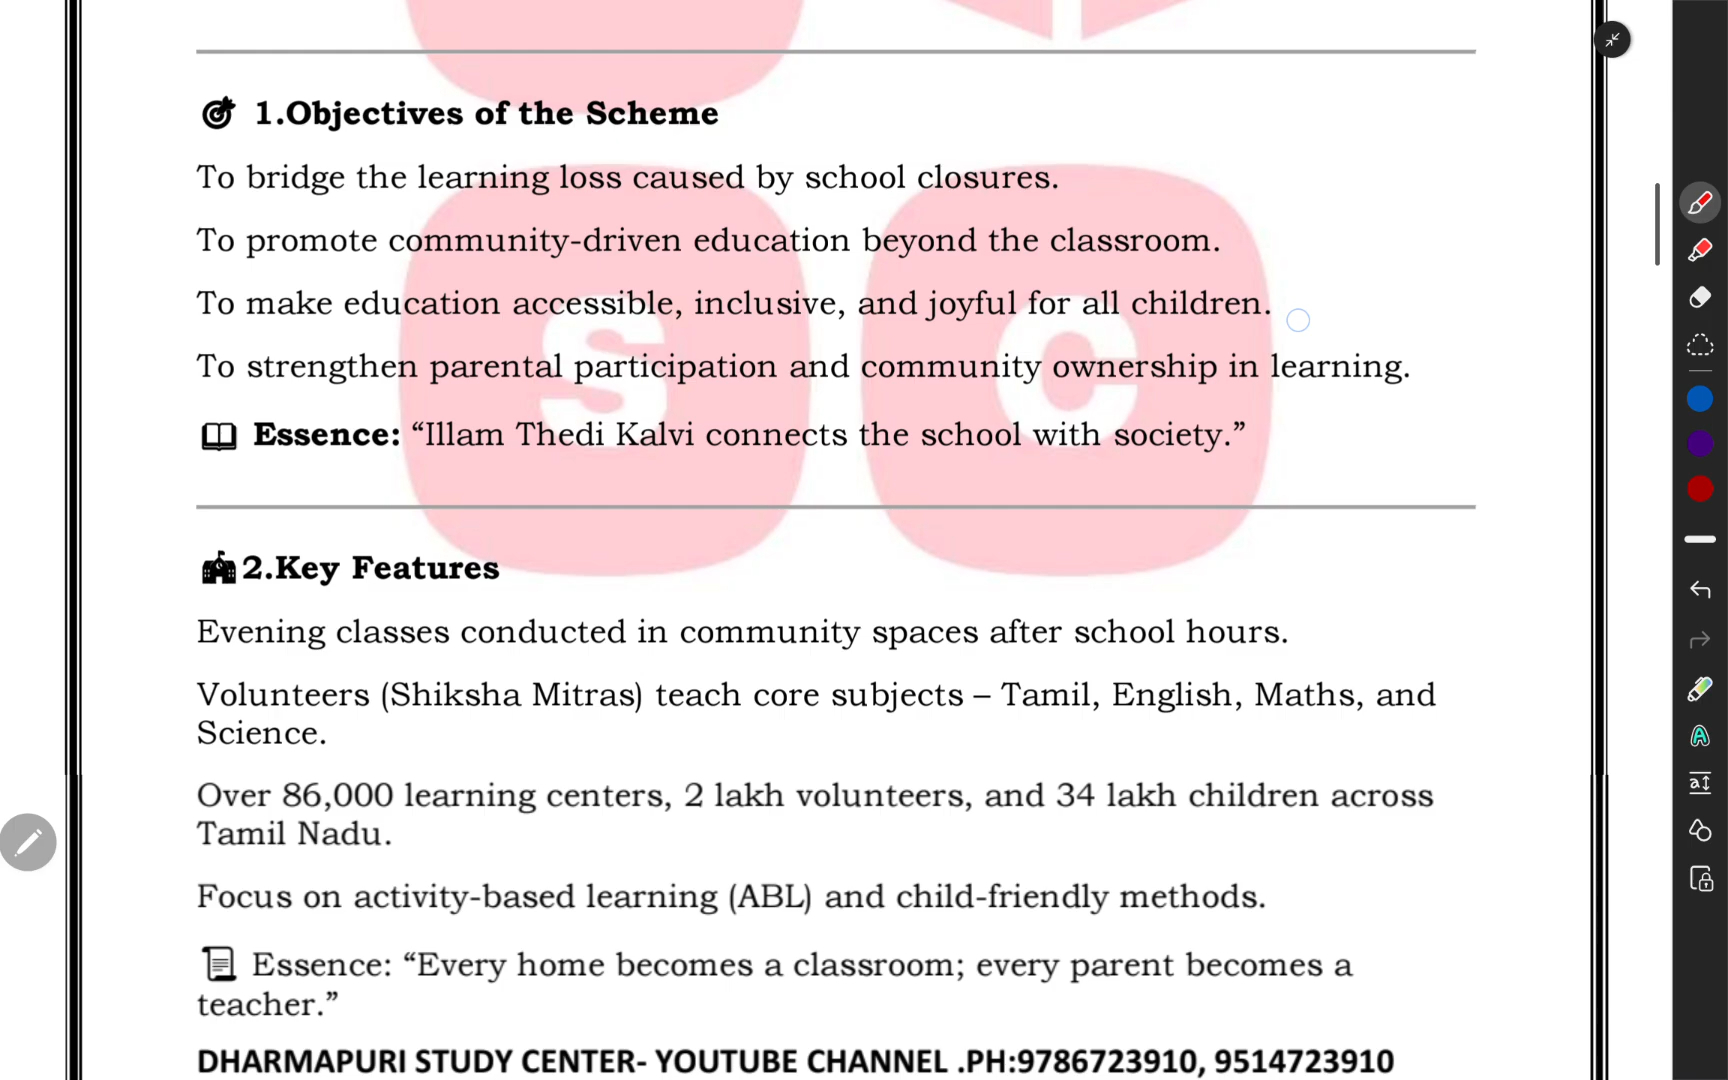 1.Objectives of the Scheme
To bridge the learning loss caused by school closures.
To promote community-driven education beyond the classroom.
To make education accessible, inclusive, and joyful for all children.
To strengthen parental participation and community ownership in learning.
Essence: “Illam Thedi Kalvi connects the school with society.”
S C
2.Key Features
Evening classes conducted in community spaces after school hours.
Volunteers (Shiksha Mitras) teach core subjects – Tamil, English, Maths, and
Science.
Over 86,000 learning centers, 2 lakh volunteers, and 34 lakh children across
Tamil Nadu.
Focus on activity-based learning (ABL) and child-friendly methods.
Essence: “Every home becomes a classroom; every parent becomes a
teacher.”
DHARMAPURI STUDY CENTER- YOUTUBE CHANNEL .PH:9786723910, 9514723910
A
a